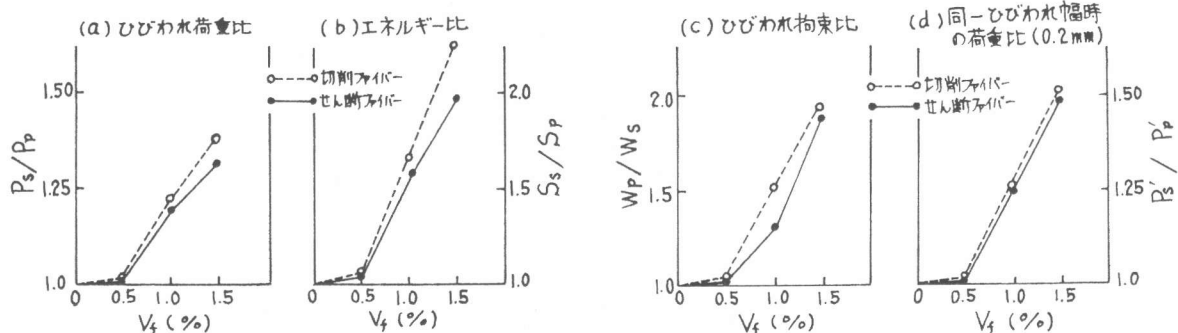 (a) ひびわれ荷重比
(b) エネルギー比
切削ファイバー
せん断ファイバー
Ps/Pp
1.50
1.25
1.0
0
0.5
1.0
1.5
Vf (%)
Ss/Sp
2.0
1.5
1.0
0.5
1.0
1.5
Vf (%)
(c) ひびわれ拘束比
(d) 同一ひびわれ幅時
の荷重比(0.2mm)
切削ファイバー
せん断ファイバー
Wp/Ws
2.0
1.5
1.0
0
0.5
1.0
1.5
Vf (%)
Ps'/Pp'
1.50
1.25
1.0
0.5
1.0
1.5
Vf (%)